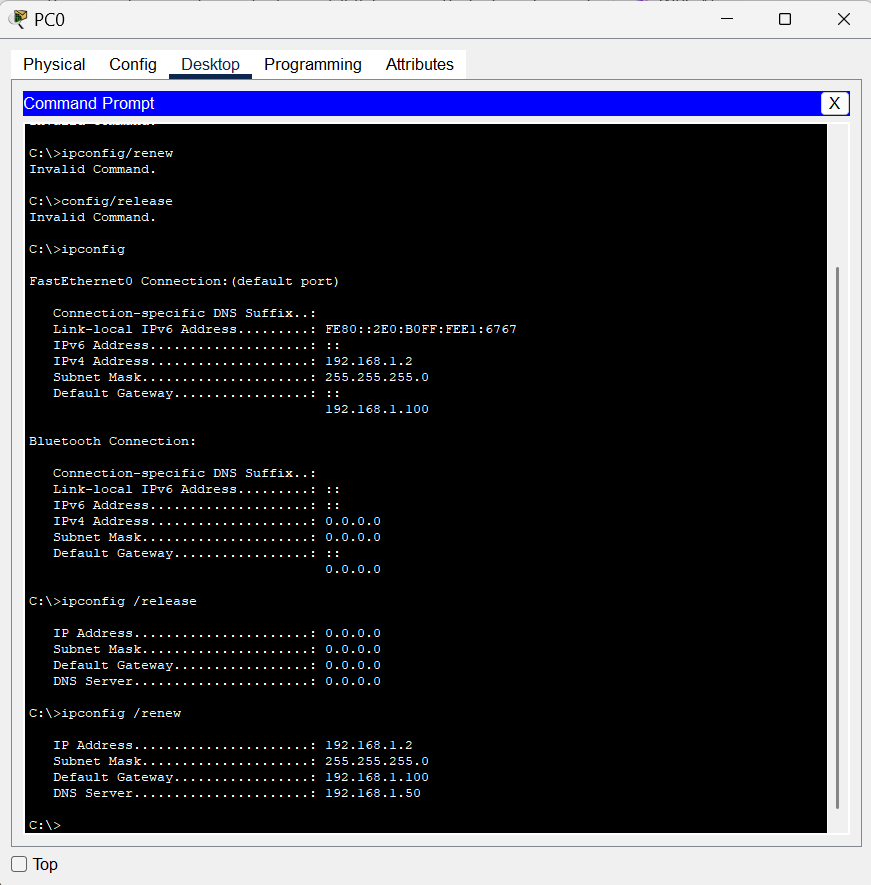 PC0
Physical Config Desktop Programming Attributes
Command Prompt X
Invalid Command.
C:\>ipconfig/renew
Invalid Command.
C:\>config/release
Invalid Command.
C:\>ipconfig
FastEthernet0 Connection:(default port)
Connection-specific DNS Suffix..:
Link-local IPv6 Address.........: FE80::2E0:B0FF:FEE1:6767
IPv6 Address....................: ::
IPv4 Address....................: 192.168.1.2
Subnet Mask.....................: 255.255.255.0
Default Gateway.................: ::
192.168.1.100
Bluetooth Connection:
Connection-specific DNS Suffix..:
Link-local IPv6 Address.........: ::
IPv6 Address....................: ::
IPv4 Address....................: 0.0.0.0
Subnet Mask.....................: 0.0.0.0
Default Gateway.................: ::
0.0.0.0
C:\>ipconfig /release
IP Address......................: 0.0.0.0
Subnet Mask.....................: 0.0.0.0
Default Gateway.................: 0.0.0.0
DNS Server......................: 0.0.0.0
C:\>ipconfig /renew
IP Address......................: 192.168.1.2
Subnet Mask.....................: 255.255.255.0
Default Gateway.................: 192.168.1.100
DNS Server......................: 192.168.1.50
C:\>
Top